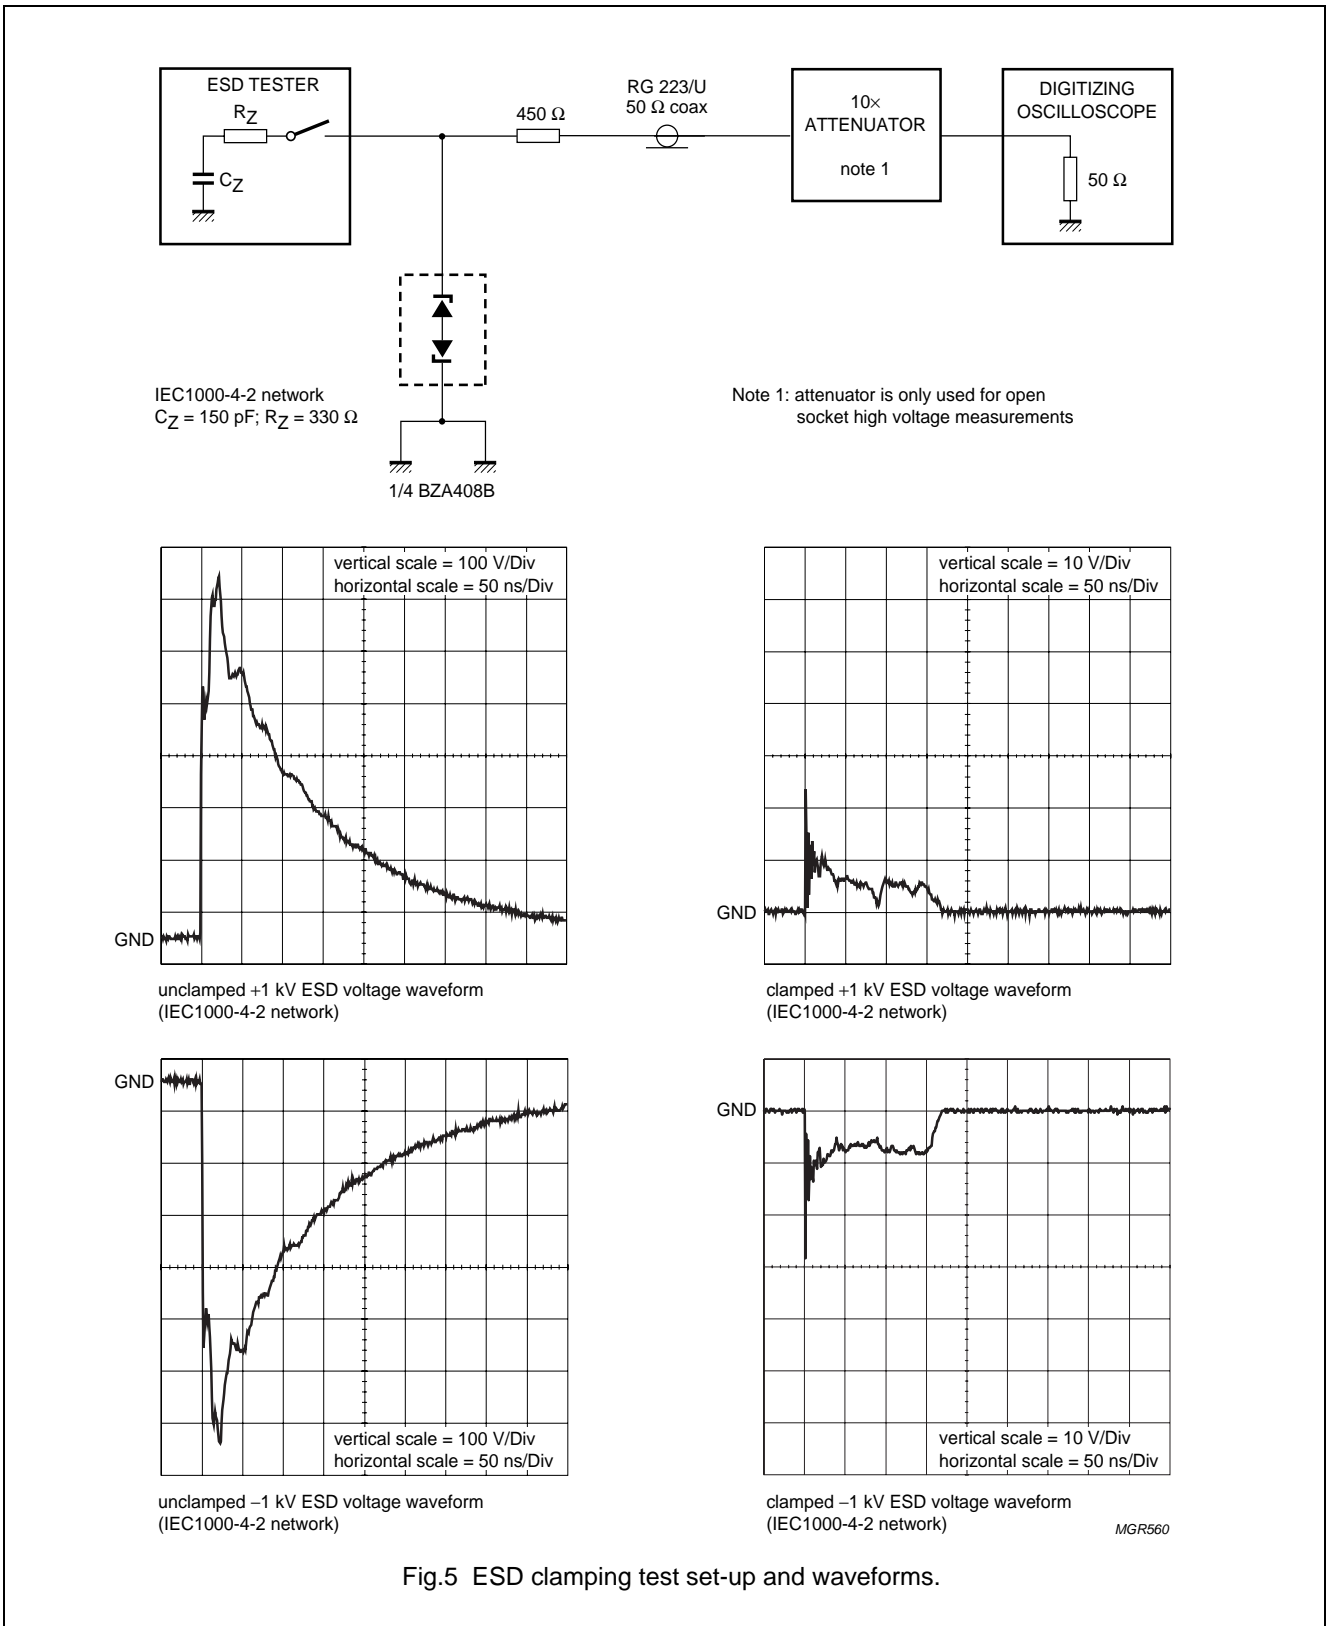 ESD TESTER
RZ
CZ
450 Ω
RG 223/U
50 Ω coax
10×
ATTENUATOR
note 1
DIGITIZING
OSCILLOSCOPE
50 Ω
IEC1000-4-2 network
CZ = 150 pF; RZ = 330 Ω
Note 1: attenuator is only used for open
socket high voltage measurements
1/4 BZA408B
vertical scale = 100 V/Div
horizontal scale = 50 ns/Div
GND
unclamped +1 kV ESD voltage waveform
(IEC1000-4-2 network)
vertical scale = 10 V/Div
horizontal scale = 50 ns/Div
GND
clamped +1 kV ESD voltage waveform
(IEC1000-4-2 network)
GND
vertical scale = 100 V/Div
horizontal scale = 50 ns/Div
unclamped −1 kV ESD voltage waveform
(IEC1000-4-2 network)
GND
vertical scale = 10 V/Div
horizontal scale = 50 ns/Div
clamped −1 kV ESD voltage waveform
(IEC1000-4-2 network)
MGR560
Fig.5 ESD clamping test set-up and waveforms.